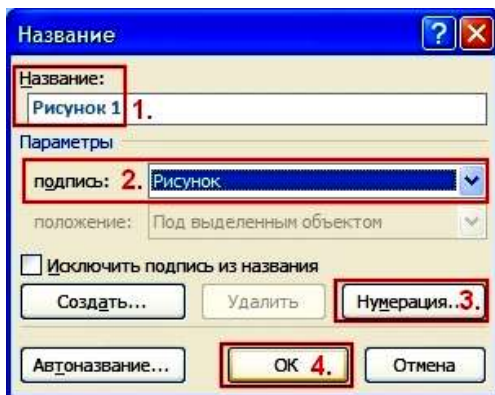 Название
Название:
Рисунок 1 1.
Параметры
подпись: 2. Рисунок
положение: Под выделенным объектом
Исключить подпись из названия
Создать... Удалить Нумерация.. 3.
Автоназвание... ОК 4. Отмена